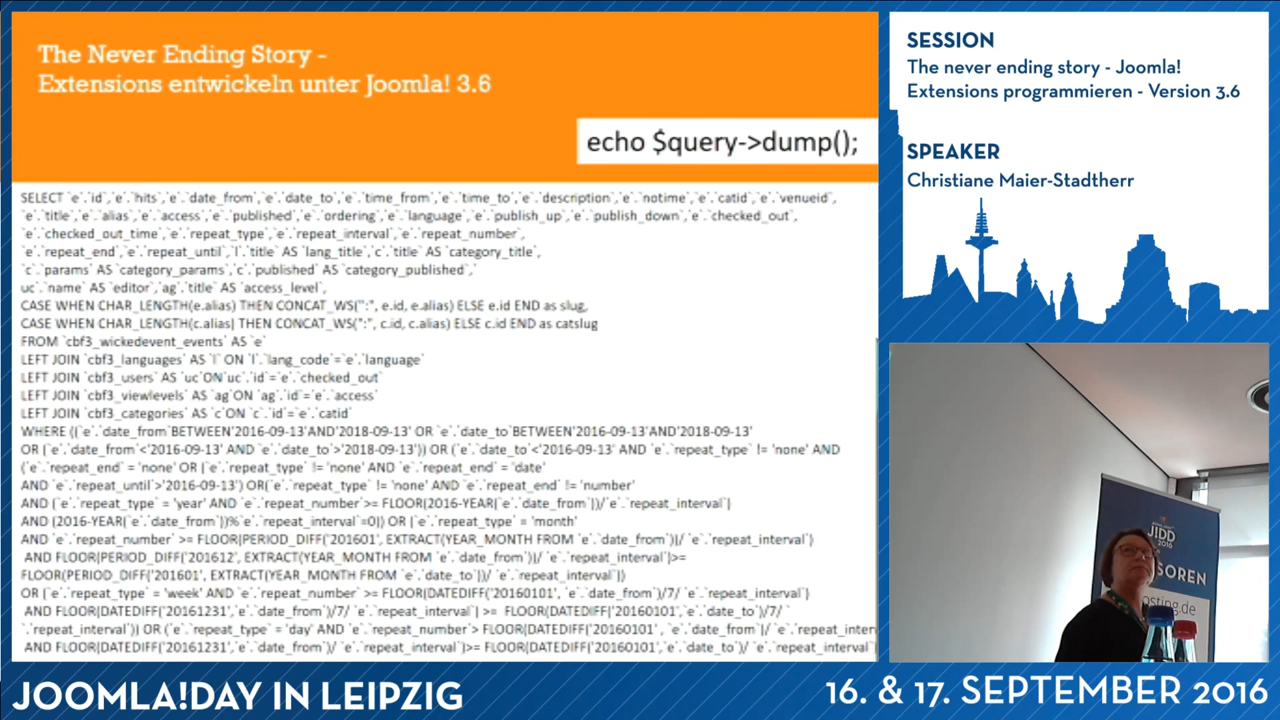 The Never Ending Story -
Extensions entwickeln unter Joomla! 3.6
echo $query->dump();
SELECT `e`.`id`,`e`.`hits`,`e`.`date_from`,`e`.`date_to`,`e`.`time_from`,`e`.`time_to`,`e`.`description`,`e`.`notime`,`e`.`catid`,`e`.`venueid`,
`e`.`title`,`e`.`alias`,`e`.`access`,`e`.`published`,`e`.`ordering`,`e`.`language`,`e`.`publish_up`,`e`.`publish_down`,`e`.`checked_out`,
`e`.`checked_out_time`,`e`.`repeat_type`,`e`.`repeat_interval`,`e`.`repeat_number`,
`e`.`repeat_end`,`e`.`repeat_until`,`l`.`title` AS `lang_title`,`c`.`title` AS `category_title`,
`c`.`params` AS `category_params`,`c`.`published` AS `category_published`,`
uc`.`name` AS `editor`,`ag`.`title` AS `access_level`,
CASE WHEN CHAR_LENGTH(e.alias) THEN CONCAT_WS(":", e.id, e.alias) ELSE e.id END as slug,
CASE WHEN CHAR_LENGTH(c.alias) THEN CONCAT_WS(":", c.id, c.alias) ELSE c.id END as catslug
FROM `cbf3_wickedevent_events` AS `e`
LEFT JOIN `cbf3_languages` AS `l` ON `l`.`lang_code`=`e`.`language`
LEFT JOIN `cbf3_users` AS `uc`ON`uc`.`id`=`e`.`checked_out`
LEFT JOIN `cbf3_viewlevels` AS `ag`ON`ag`.`id`=`e`.`access`
LEFT JOIN `cbf3_categories` AS `c`ON`c`.`id`=`e`.`catid`
WHERE ((`e`.`date_from`BETWEEN'2016-09-13'AND'2018-09-13' OR `e`.`date_to`BETWEEN'2016-09-13'AND'2018-09-13'
OR (`e`.`date_from`<'2016-09-13 AND`e`.`date_to`>'2018-09-13')) OR (`e`.`date_to`<'2016-09-13 AND `e`.`repeat_type` != 'none' AND
(`e`.`repeat_end` = 'none' OR (`e`.`repeat_type` != 'none' AND `e`.`repeat_end` = 'date'
AND `e`.`repeat_until`>'2016-09-13') OR(`e`.`repeat_type` != 'none' AND `e`.`repeat_end` != 'number'
AND (`e`.`repeat_type` = 'year' AND `e`.`repeat_number`>= FLOOR(2016-YEAR(`e`.`date_from`))/`e`.`repeat_interval`)
AND (2016-YEAR(`e`.`date_from`))%`e`.`repeat_interval`=0)) OR (`e`.`repeat_type` = 'month'
AND `e`.`repeat_number` >= FLOOR(PERIOD_DIFF('201601', EXTRACT(YEAR_MONTH FROM `e`.`date_from`))/`e`.`repeat_interval`)
AND FLOOR(PERIOD_DIFF('201612', EXTRACT(YEAR_MONTH FROM `e`.`date_from`))/ `e`.`repeat_interval`)>=
FLOOR(PERIOD_DIFF('201601', EXTRACT(YEAR_MONTH FROM `e`.`date_to`))/ `e`.`repeat_interval`))
OR (`e`.`repeat_type` = 'week' AND `e`.`repeat_number` >= FLOOR(DATEDIFF('20160101', `e`.`date_from`)/7/ `e`.`repeat_interval`)
AND FLOOR(DATEDIFF('20161231',`e`.`date_from`)/7/ `e`.`repeat_interval`) >= FLOOR(DATEDIFF('20160101',`e`.`date_to`)/7/ `
`.`repeat_interval`)) OR (`e`.`repeat_type` = 'day' AND `e`.`repeat_number`> FLOOR(DATEDIFF('20160101', `e`.`date_from`)/ `e`.`repeat_inter
AND FLOOR(DATEDIFF('20161231',`e`.`date_from`)/ `e`.`repeat_interval`)>= FLOOR(DATEDIFF('20160101',`e`.`date_to`)/ `e`.`repeat_interval`
SESSION
The never ending story - Joomla!
Extensions programmieren - Version 3.6
SPEAKER
Christiane Maier-Stadtherr
JIDD
2016
SOREN
osting.de
JOOMLA!DAY IN LEIPZIG
16. & 17. SEPTEMBER 2016